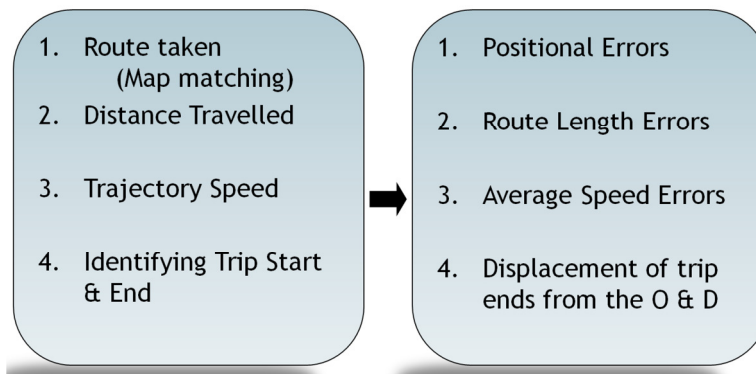 1. Route taken
(Map matching)
2. Distance Travelled
3. Trajectory Speed
4. Identifying Trip Start
& End
1. Positional Errors
2. Route Length Errors
3. Average Speed Errors
4. Displacement of trip
ends from the O & D